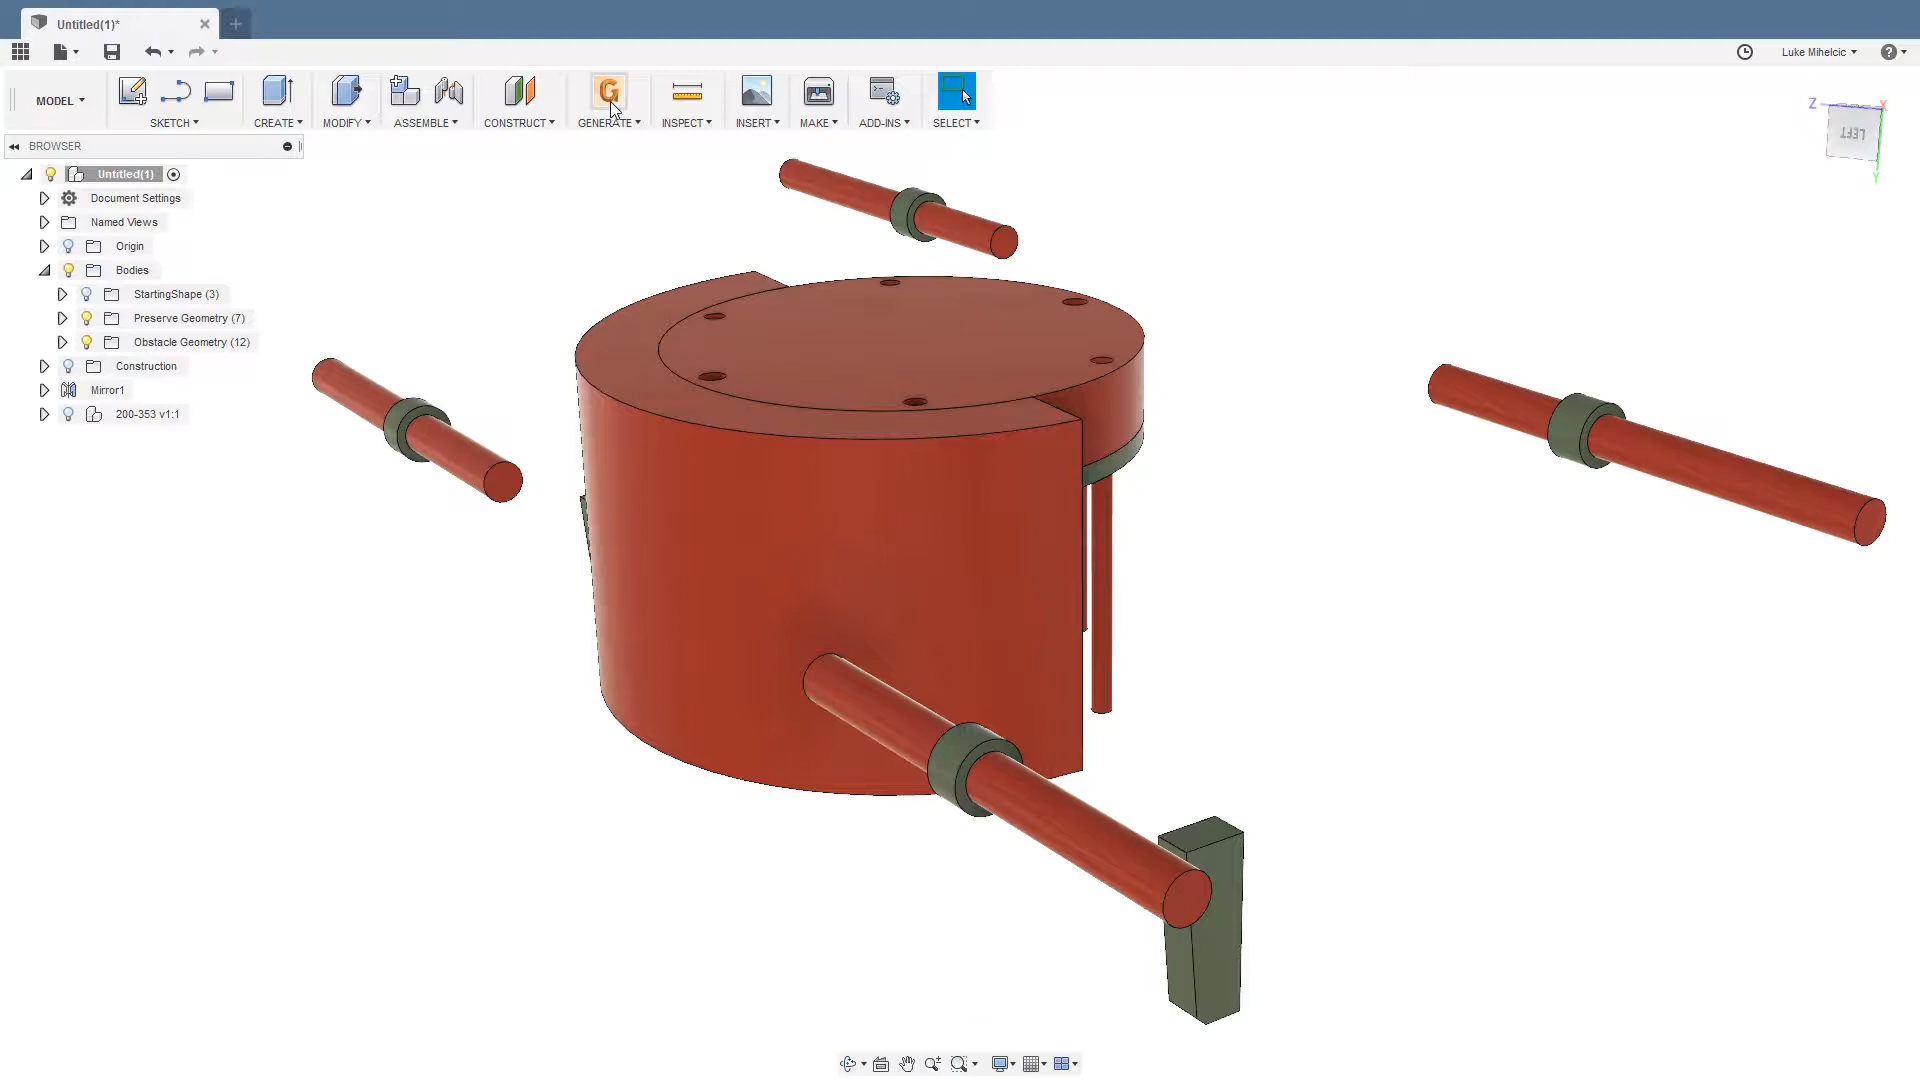 Untitled(1)*
Luke Mihelcic
MODEL
SKETCH
CREATE
MODIFY
ASSEMBLE
CONSTRUCT
G
GENERATE
INSPECT
INSERT
MAKE
ADD-INS
SELECT
BROWSER
Untitled(1)
Document Settings
Named Views
Origin
Bodies
StartingShape (3)
Preserve Geometry (7)
Obstacle Geometry (12)
Construction
Mirror1
200-353 v1:1
Z
X
LEFT
Y